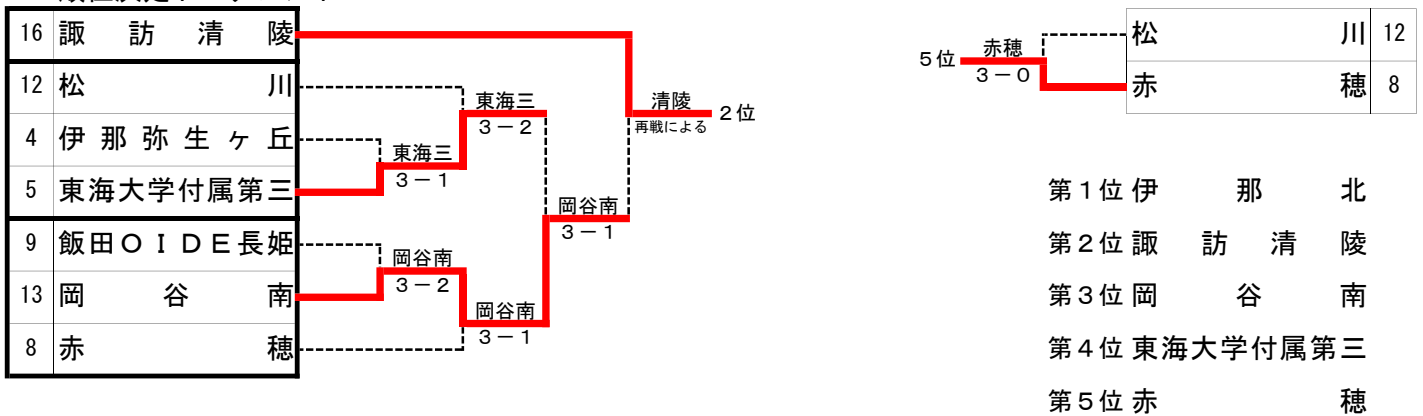 16 諏訪清陵
12 松川
4 伊那弥生ヶ丘
5 東海大学付属第三
9 飯田OIDE長姫
13 岡谷南
8 赤穂
東海三
3-1
東海三
3-2
岡谷南
3-2
岡谷南
3-1
岡谷南
3-1
清陵
再戦による
2位
5位
赤穂
3-0
松川 12
赤穂 8
第1位 伊那北
第2位 諏訪清陵
第3位 岡谷南
第4位 東海大学付属第三
第5位 赤穂